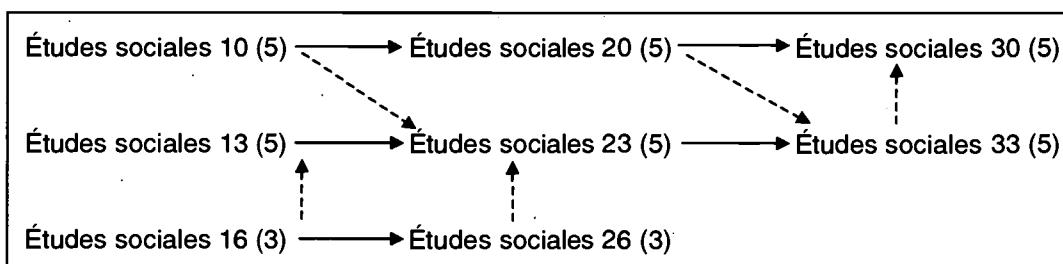 Études sociales 10 (5) Études sociales 20 (5) Études sociales 30 (5)
Études sociales 13 (5) Études sociales 23 (5) Études sociales 33 (5)
Études sociales 16 (3) Études sociales 26 (3)